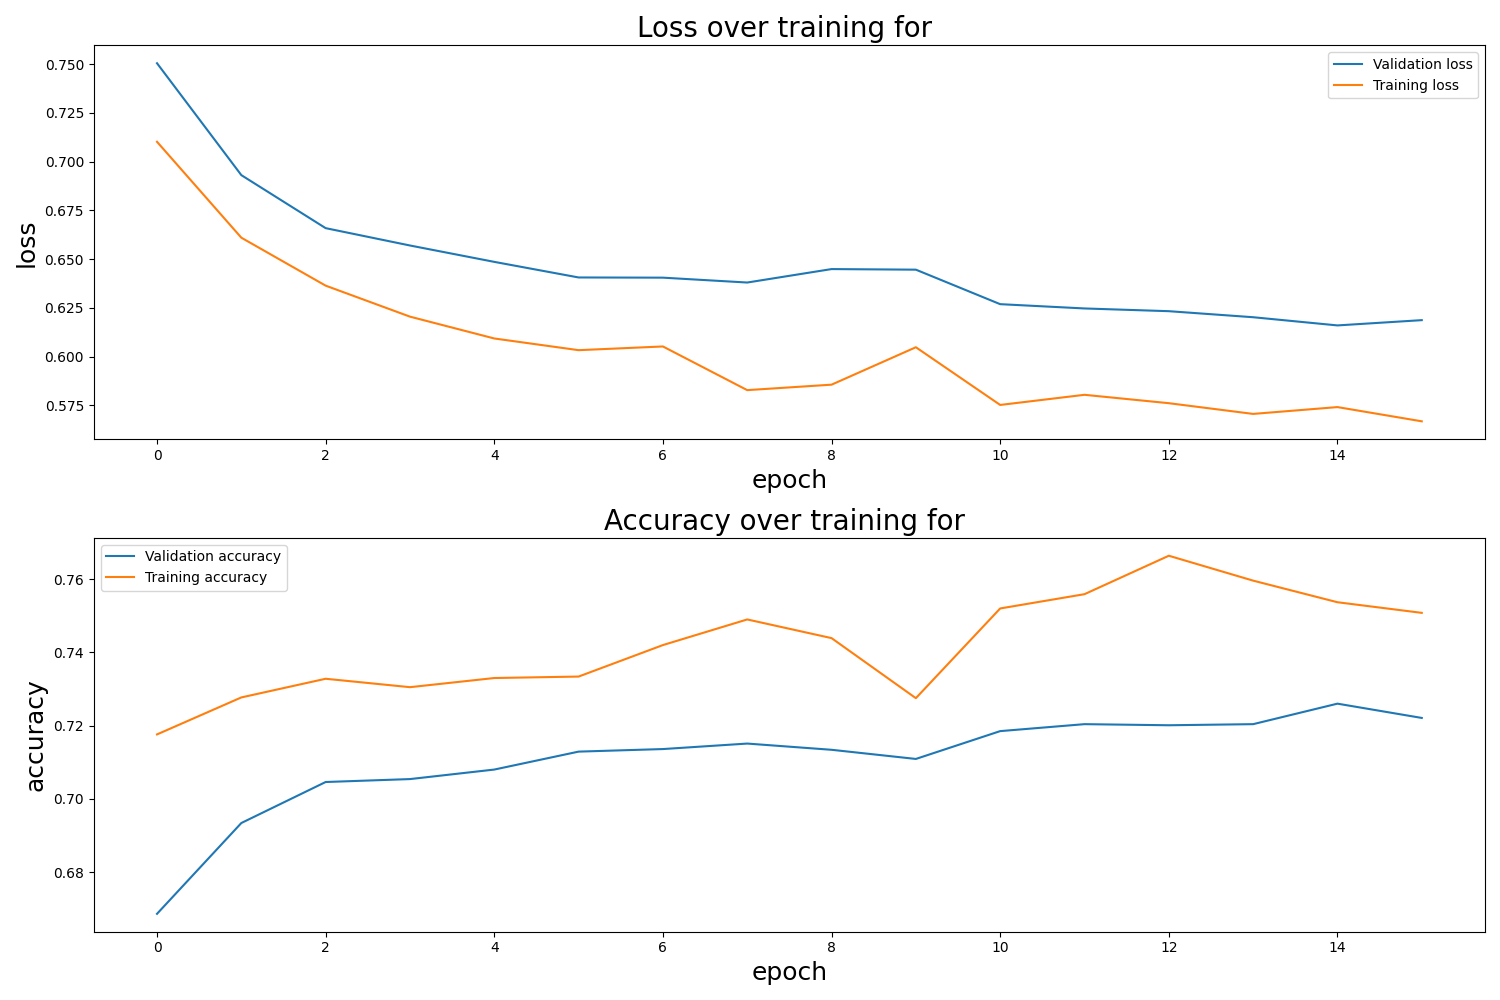 Loss over training for
0.750
0.725
0.700
0.675
0.650
0.625
0.600
0.575
loss
Validation loss
Training loss
0 2 4 6 8 10 12 14
epoch
Accuracy over training for
Validation accuracy
Training accuracy
0.76
0.74
0.72
0.70
0.68
accuracy
0 2 4 6 8 10 12 14
epoch